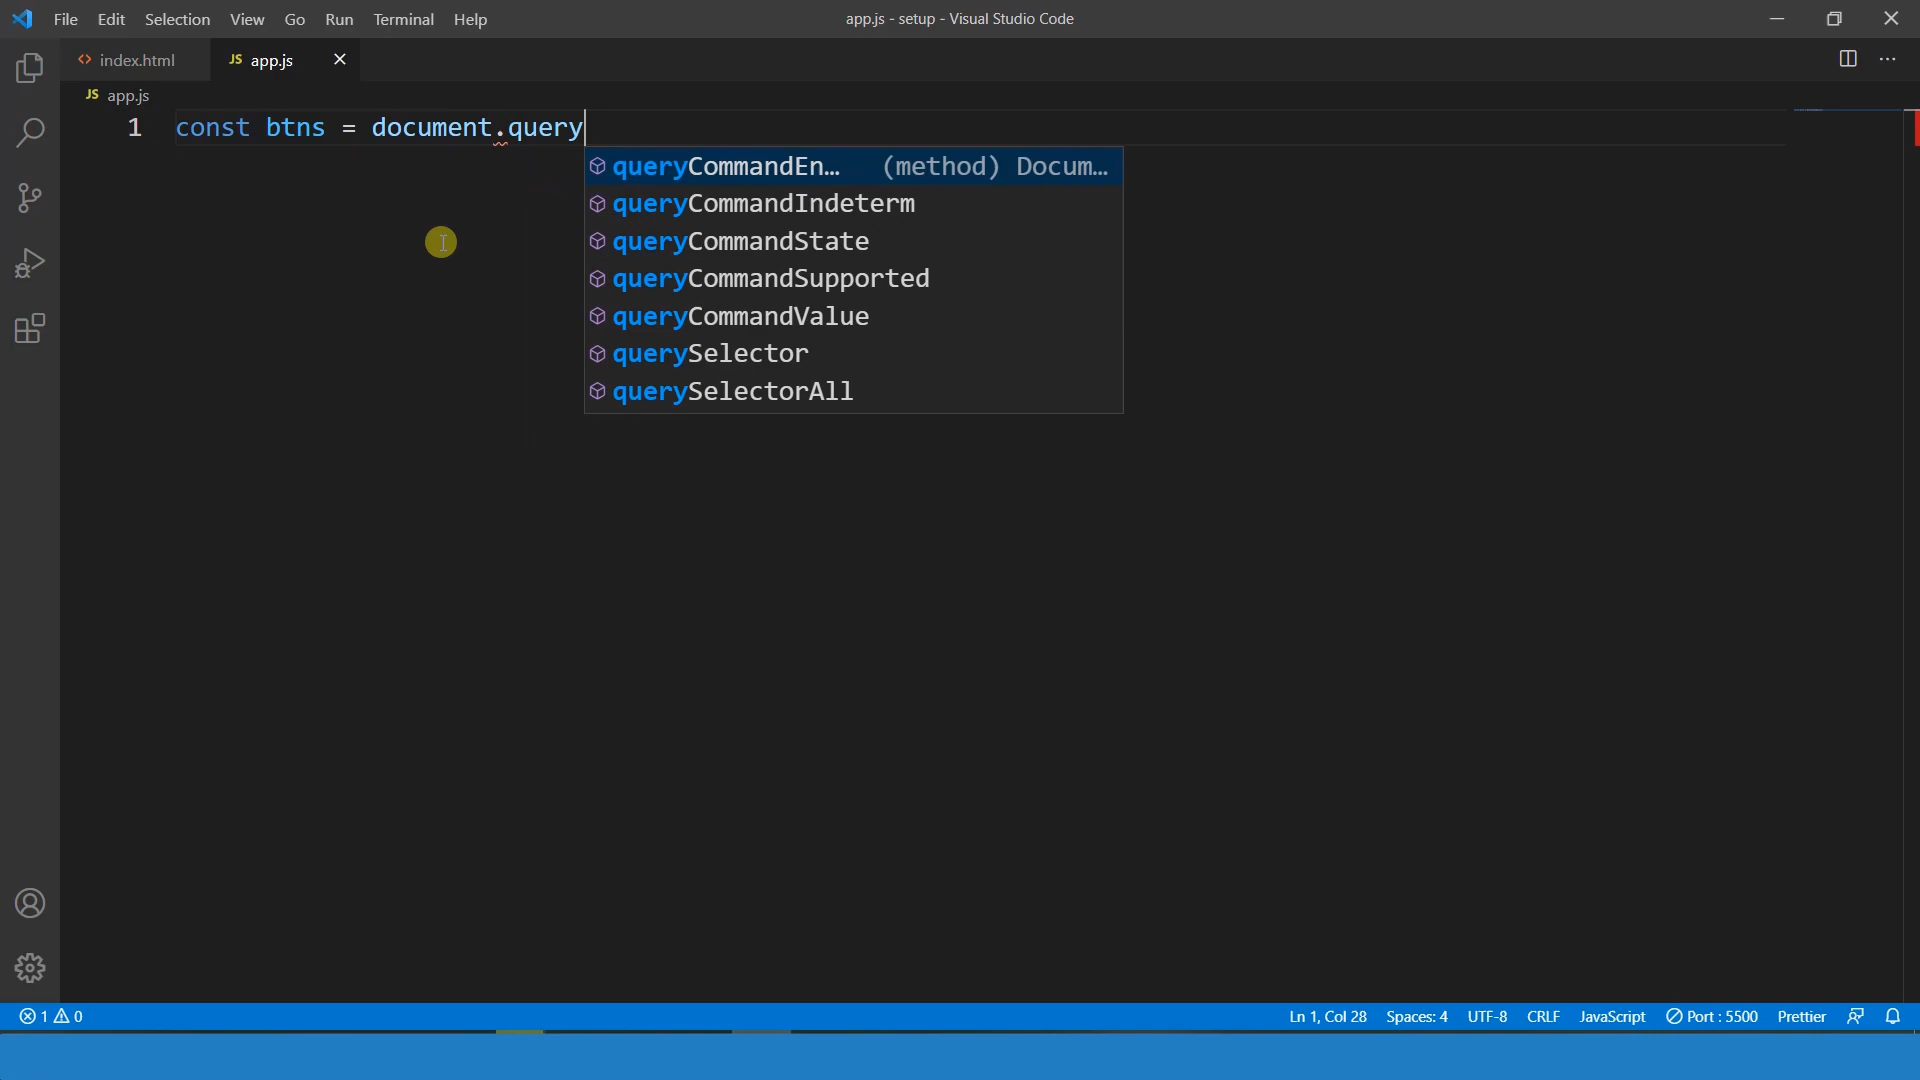 File Edit Selection View Go Run Terminal Help
app.js - setup - Visual Studio Code
index.html
JS app.js
JS app.js
1 const btns = document.query
queryCommandEn… (method) Docum…
queryCommandIndeterm
queryCommandState
queryCommandSupported
queryCommandValue
querySelector
querySelectorAll
1 0
Ln 1, Col 28 Spaces: 4 UTF-8 CRLF JavaScript Port : 5500 Prettier